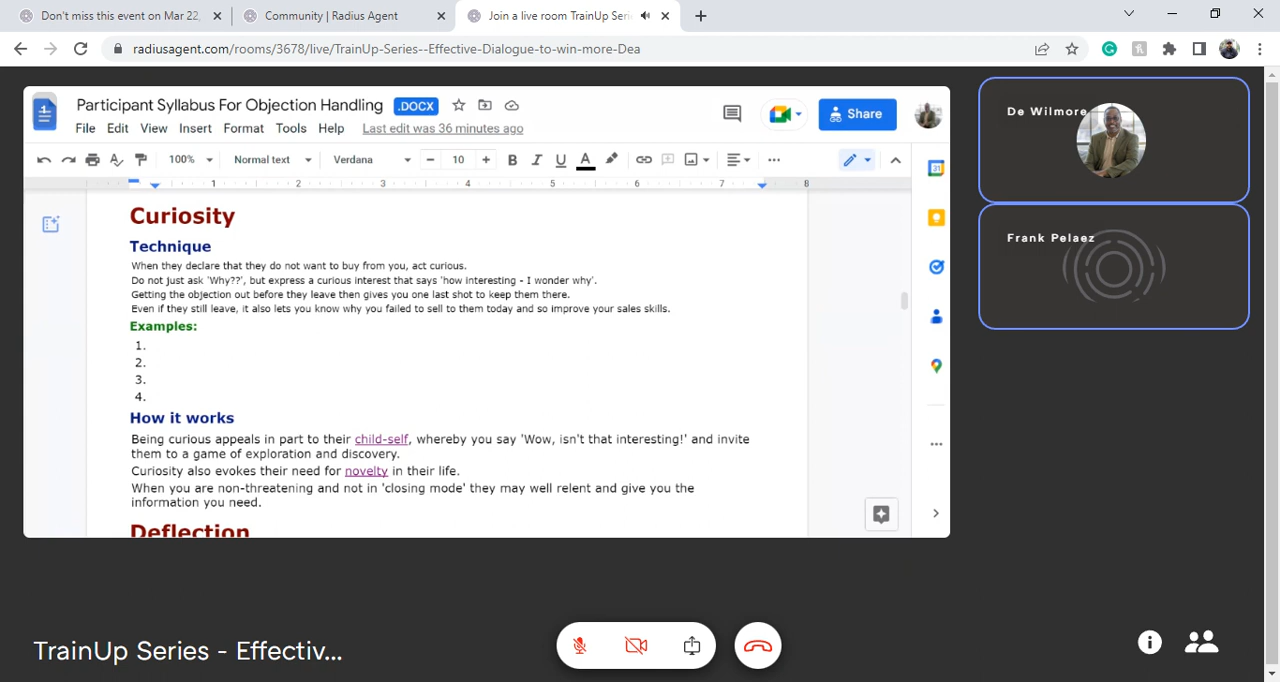 Don't miss this event on Mar 22,
Community | Radius Agent
Join a live room TrainUp Seri
radiusagent.com/rooms/3678/live/TrainUp-Series--Effective-Dialogue-to-win-more-Dea
Participant Syllabus For Objection Handling .DOCX
File Edit View Insert Format Tools Help Last edit was 36 minutes ago
Share
100% Normal text Verdana 10 B I U A
1 2 3 4 5 6 7 8
Curiosity
Technique
When they declare that they do not want to buy from you, act curious.
Do not just ask 'Why??', but express a curious interest that says 'how interesting - I wonder why'.
Getting the objection out before they leave then gives you one last shot to keep them there.
Even if they still leave, it also lets you know why you failed to sell to them today and so improve your sales skills.
Examples:
1.
2.
3.
4.
How it works
Being curious appeals in part to their child-self, whereby you say 'Wow, isn't that interesting!' and invite
them to a game of exploration and discovery.
Curiosity also evokes their need for novelty in their life.
When you are non-threatening and not in 'closing mode' they may well relent and give you the
information you need.
Deflection
De Wilmore
Frank Pelaez
TrainUp Series - Effectiv...